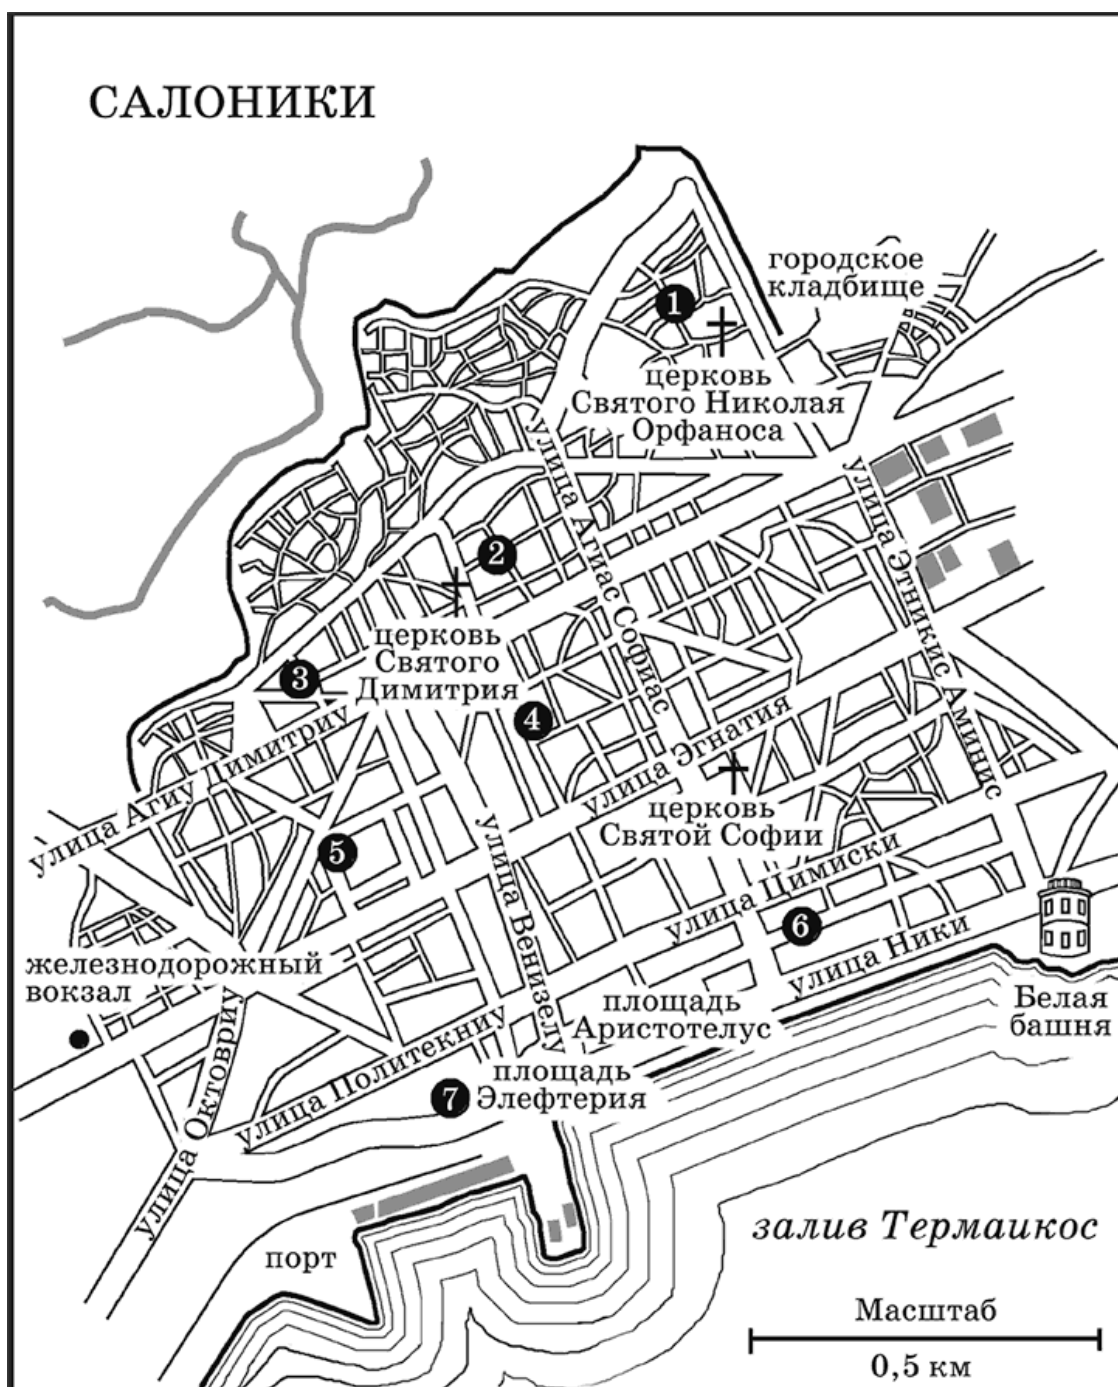 САЛОНИКИ
городское
кладбище
1
церковь
Святого Николая
Орфаноса
улица Агиас Софиас
улица Этникис Аминис
2
церковь
Святого
Димитрия
3
4
улица Агиу Димитриу
улица Эгнатия
церковь
Святой Софии
5
улица Венизелу
улица Цимиски
6
улица Ники
железнодорожный
вокзал
Белая
башня
площадь
Аристотелус
улица Октовриу
улица Политекниу
площадь
Элефтерия
7
залив Термаикос
порт
Масштаб
0,5 км